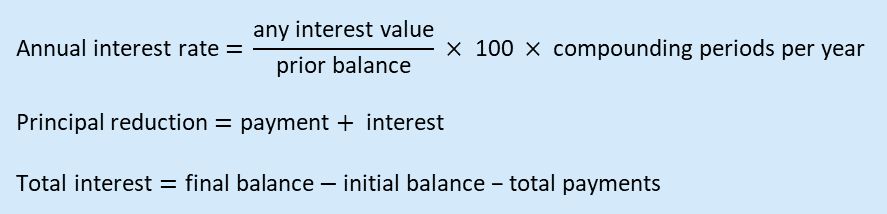 Annual interest rate = any interest value / prior balance × 100 × compounding periods per year
Principal reduction = payment + interest
Total interest = final balance − initial balance − total payments